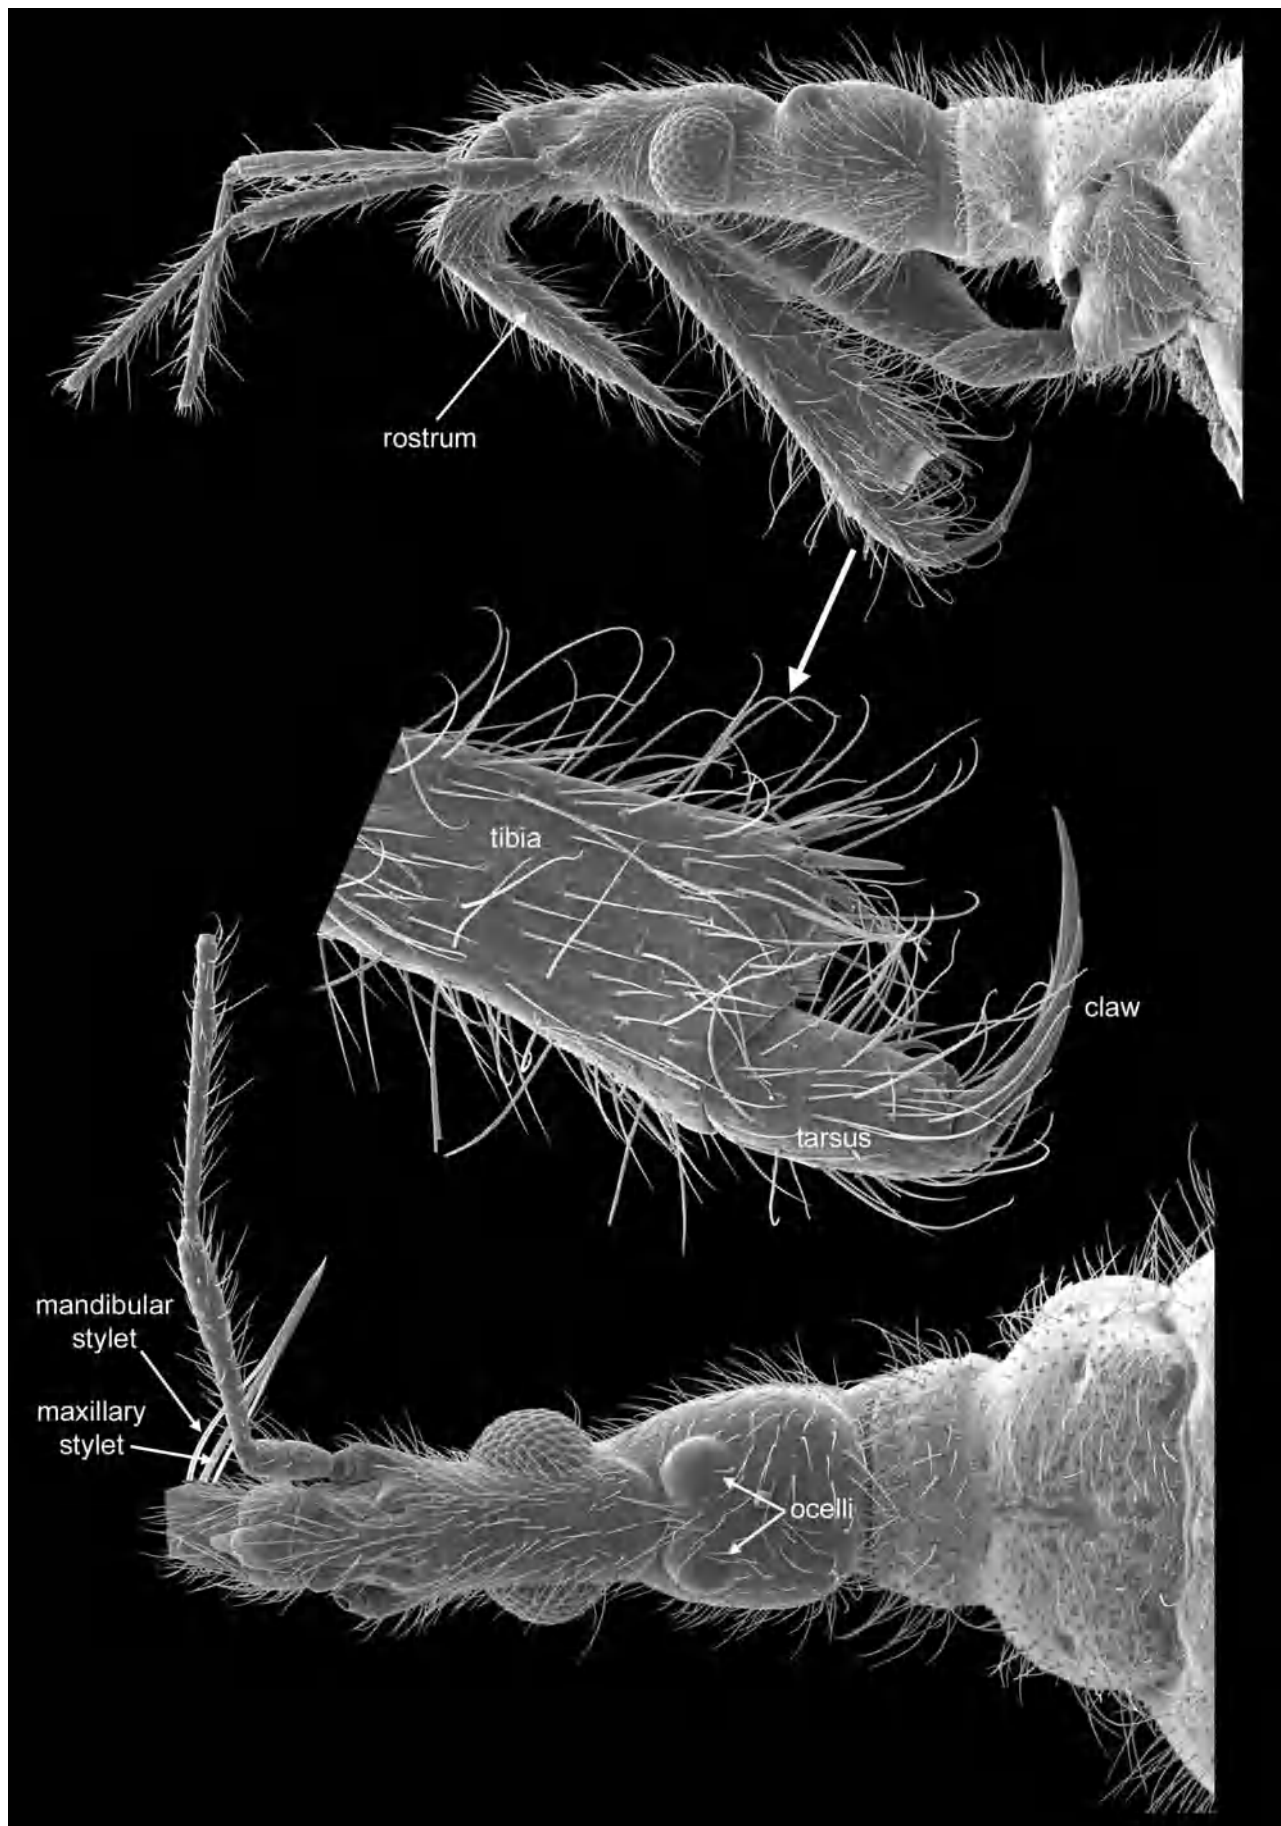 rostrum
tibia
claw
tarsus
mandibular
stylet
maxillary
stylet
ocelli